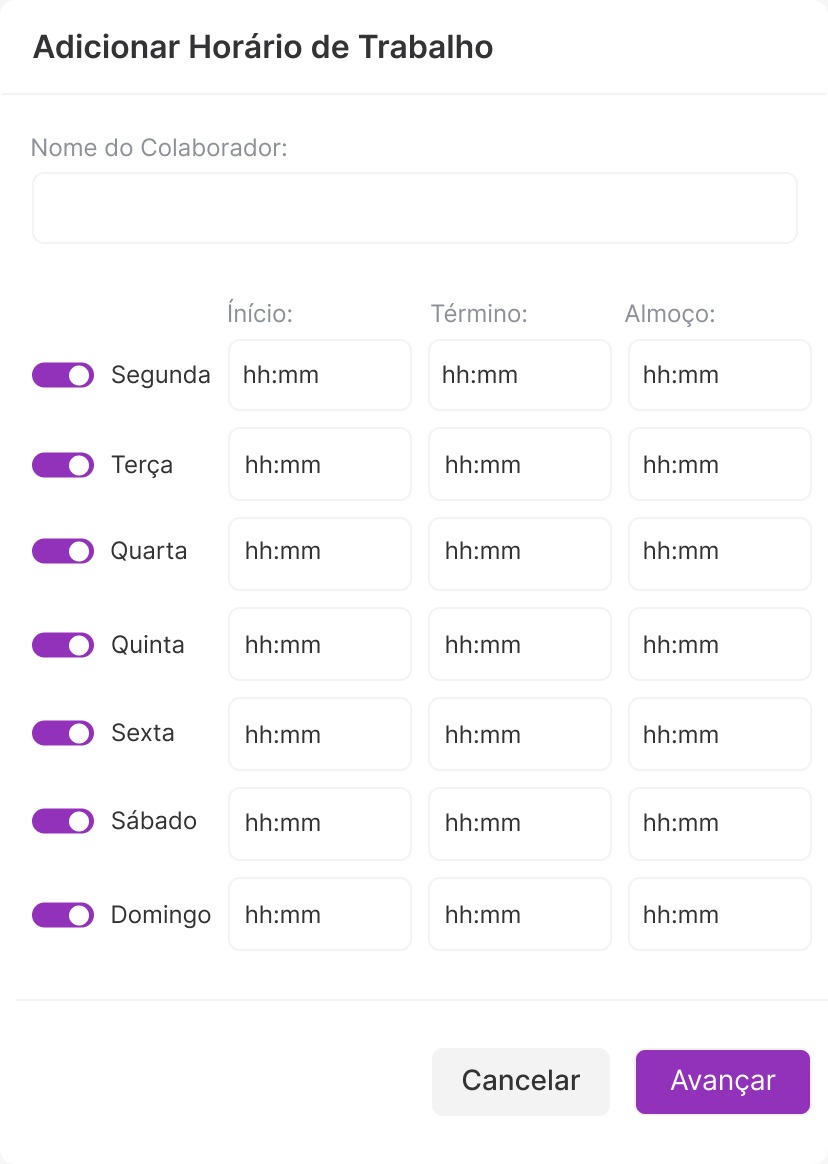 Adicionar Horário de Trabalho
Nome do Colaborador:
Ínício: Término: Almoço:
Segunda hh:mm hh:mm hh:mm
Terça hh:mm hh:mm hh:mm
Quarta hh:mm hh:mm hh:mm
Quinta hh:mm hh:mm hh:mm
Sexta hh:mm hh:mm hh:mm
Sábado hh:mm hh:mm hh:mm
Domingo hh:mm hh:mm hh:mm
Cancelar Avançar